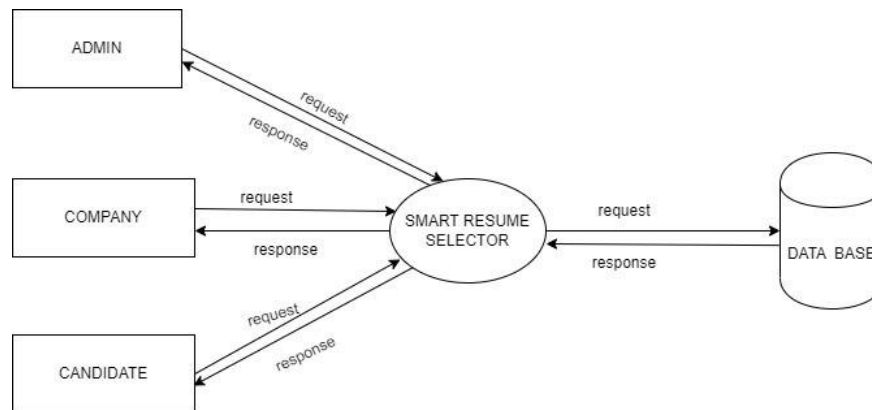 ADMIN
request
response
COMPANY
request
response
SMART RESUME
SELECTOR
request
response
DATA BASE
CANDIDATE
request
response